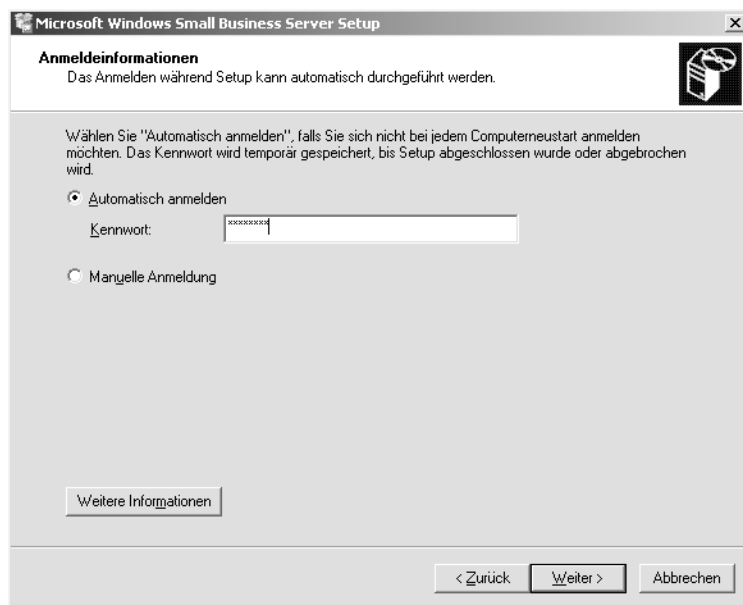 Microsoft Windows Small Business Server Setup
Anmeldeinformationen
Das Anmelden während Setup kann automatisch durchgeführt werden.
Wählen Sie "Automatisch anmelden", falls Sie sich nicht bei jedem Computerneustart anmelden
möchten. Das Kennwort wird temporär gespeichert, bis Setup abgeschlossen wurde oder abgebrochen
wird.
Automatisch anmelden
Kennwort: ********
Manuelle Anmeldung
Weitere Informationen
< Zurück Weiter > Abbrechen